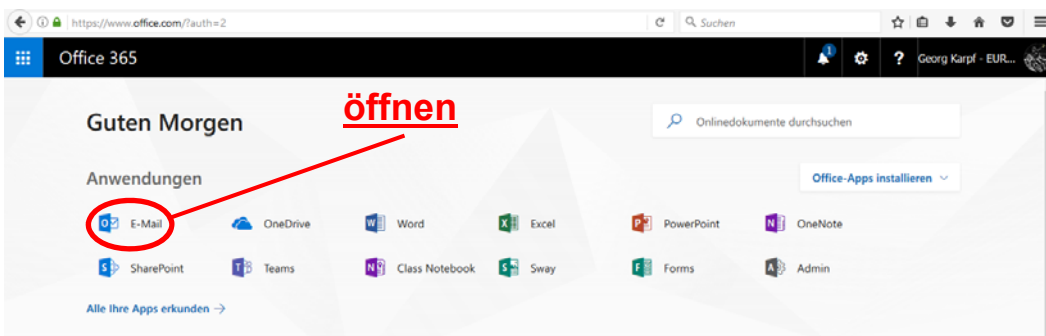 https://www.office.com/?auth=2
Suchen
Office 365
1
?
Georg Karpf - EUR...
öffnen
Guten Morgen
Onlinedokumente durchsuchen
Anwendungen
Office-Apps installieren
E-Mail
OneDrive
Word
Excel
PowerPoint
OneNote
SharePoint
Teams
Class Notebook
Sway
Forms
Admin
Alle Ihre Apps erkunden →